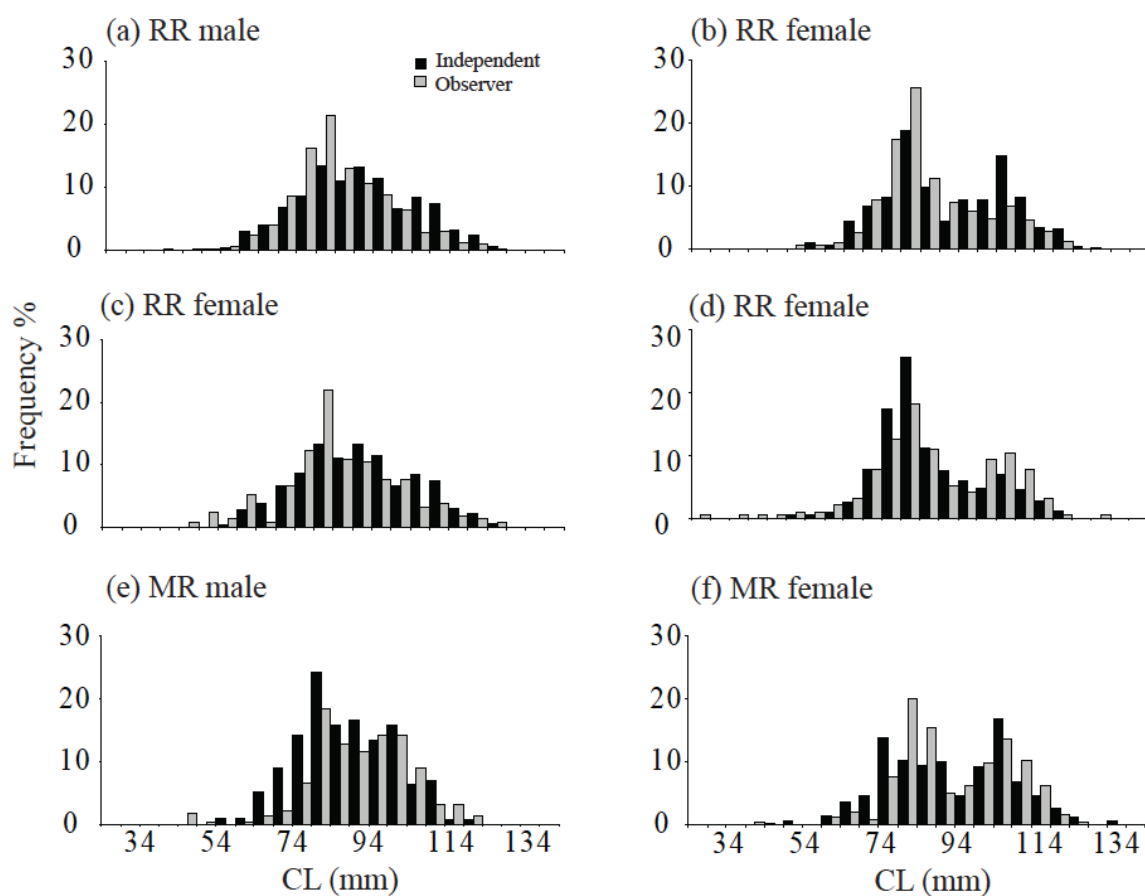 (a) RR male
(b) RR female
Independent
Observer
30
20
10
0
30
20
10
0
(c) RR female
(d) RR female
Frequency %
30
20
10
0
30
20
10
0
(e) MR male
(f) MR female
30
20
10
0
30
20
10
0
34 54 74 94 114 134
34 54 74 94 114 134
CL (mm)
CL (mm)